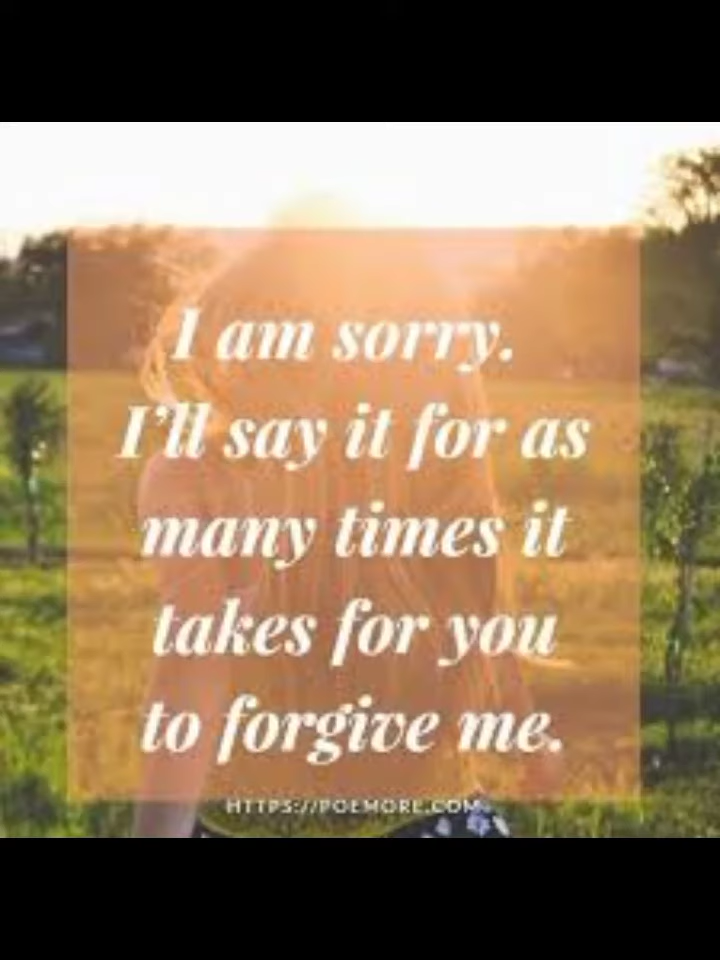 I am sorry.
I'll say it for as
many times it
takes for you
to forgive me.
HTTPS://POEMORE.COM